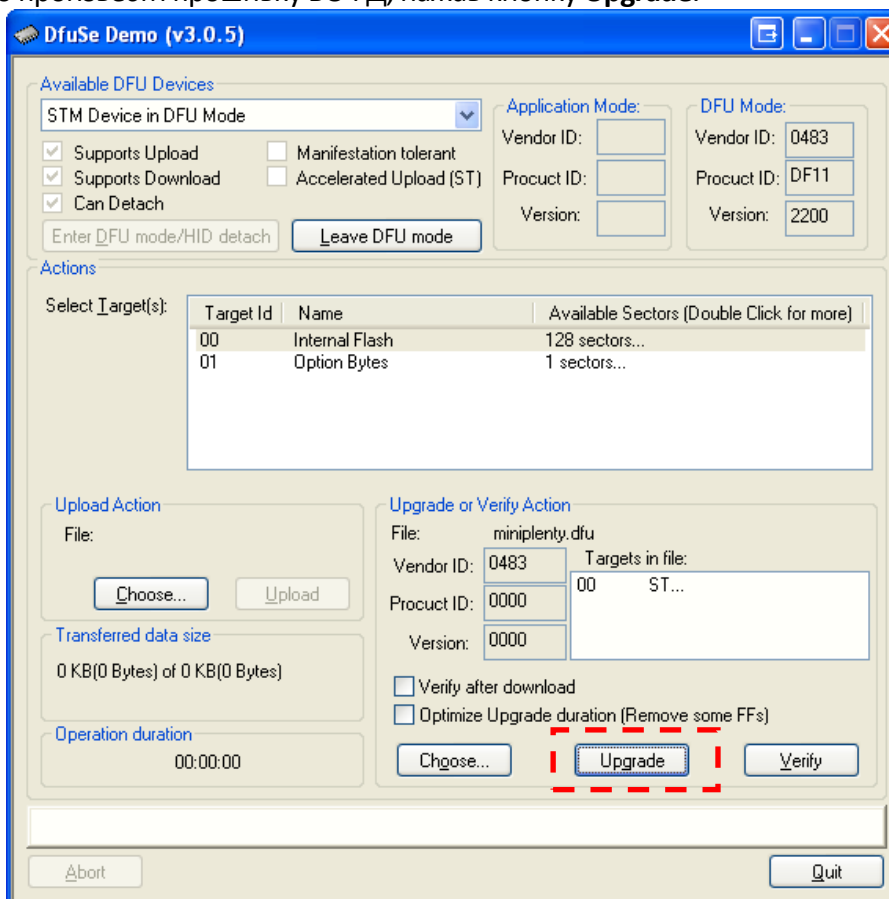 произвести прошивку
нажав кнопку Upgrade.
DfuSe Demo (v3.0.5)
Available DFU Devices
STM Device in DFU Mode
Supports Upload
Manifestation tolerant
Supports Download
Accelerated Upload (ST)
Can Detach
Enter DFU mode/HID detach
Leave DFU mode
Application Mode:
Vendor ID:
Procuct ID:
Version:
DFU Mode:
Vendor ID: 0483
Procuct ID: DF11
Version: 2200
Actions
Select Target(s):
Target Id Name Available Sectors (Double Click for more)
00 Internal Flash 128 sectors...
01 Option Bytes 1 sectors...
Upload Action
File:
Choose... Upload
Transferred data size
0 KB(0 Bytes) of 0 KB(0 Bytes)
Operation duration
00:00:00
Upgrade or Verify Action
File: miniplenty.dfu
Vendor ID: 0483
Procuct ID: 0000
Version: 0000
Targets in file:
00 ST...
Verify after download
Optimize Upgrade duration (Remove some FFs)
Choose... Upgrade Verify
Abort Quit